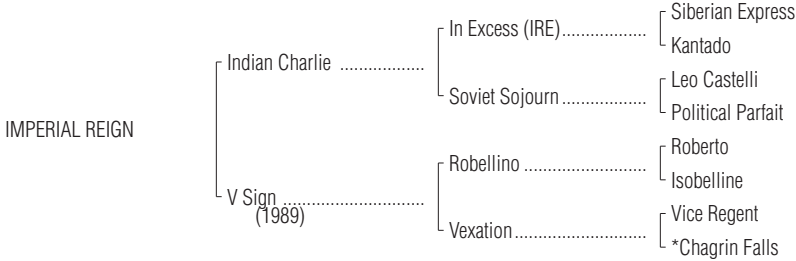 Siberian Express
In Excess (IRE)..................
Kantado
Indian Charlie ..................
Leo Castelli
Soviet Sojourn..................
Political Parfait
IMPERIAL REIGN
Roberto
Robellino ..........................
Isobelline
V Sign ..............................
(1989)
Vice Regent
Vexation............................
*Chagrin Falls